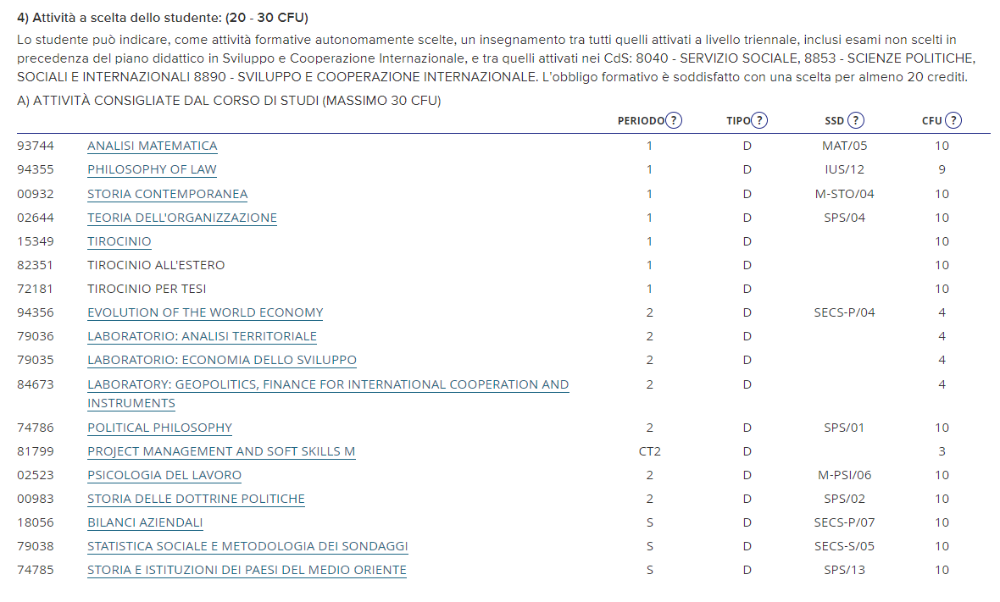 4) Attività a scelta dello studente: (20 - 30 CFU)
Lo studente può indicare, come attività formative autonomamente scelte, un insegnamento tra tutti quelli attivati a livello triennale, inclusi esami non scelti in
precedenza del piano didattico in Sviluppo e Cooperazione Internazionale, e tra quelli attivati nei CdS: 8040 - SERVIZIO SOCIALE, 8853 - SCIENZE POLITICHE,
SOCIALI E INTERNAZIONALI 8890 - SVILUPPO E COOPERAZIONE INTERNAZIONALE. L'obbligo formativo è soddisfatto con una scelta per almeno 20 crediti.
A) ATTIVITÀ CONSIGLIATE DAL CORSO DI STUDI (MASSIMO 30 CFU)
PERIODO ? TIPO ? SSD ? CFU ?
93744 ANALISI MATEMATICA 1 D MAT/05 10
94355 PHILOSOPHY OF LAW 1 D IUS/12 9
00932 STORIA CONTEMPORANEA 1 D M-STO/04 10
02644 TEORIA DELL'ORGANIZZAZIONE 1 D SPS/04 10
15349 TIROCINIO 1 D 10
82351 TIROCINIO ALL'ESTERO 1 D 10
72181 TIROCINIO PER TESI 1 D 10
94356 EVOLUTION OF THE WORLD ECONOMY 2 D SECS-P/04 4
79036 LABORATORIO: ANALISI TERRITORIALE 2 D 4
79035 LABORATORIO: ECONOMIA DELLO SVILUPPO 2 D 4
84673 LABORATORY: GEOPOLITICS, FINANCE FOR INTERNATIONAL COOPERATION AND 2 D 4
INSTRUMENTS
74786 POLITICAL PHILOSOPHY 2 D SPS/01 10
81799 PROJECT MANAGEMENT AND SOFT SKILLS M CT2 D 3
02523 PSICOLOGIA DEL LAVORO 2 D M-PSI/06 10
00983 STORIA DELLE DOTTRINE POLITICHE 2 D SPS/02 10
18056 BILANCI AZIENDALI S D SECS-P/07 10
79038 STATISTICA SOCIALE E METODOLOGIA DEI SONDAGGI S D SECS-S/05 10
74785 STORIA E ISTITUZIONI DEI PAESI DEL MEDIO ORIENTE S D SPS/13 10